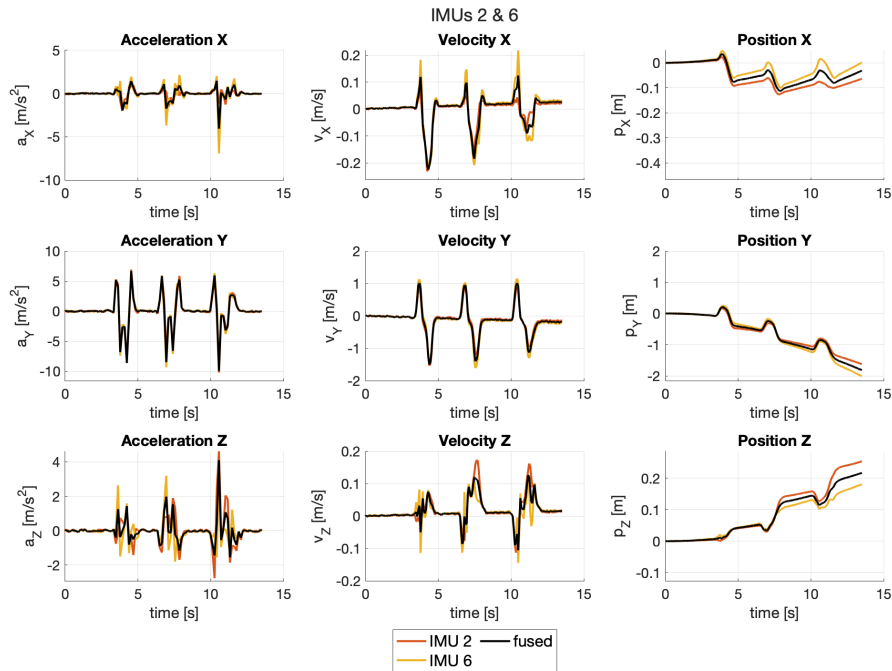 IMUs 2 & 6
Acceleration X
Velocity X
Position X
a_X [m/s^2]
5
0
-5
-10
0 5 10 15
time [s]
v_X [m/s]
0.2
0.1
0
-0.1
-0.2
0 5 10 15
time [s]
p_X [m]
0
-0.1
-0.2
-0.3
-0.4
0 5 10 15
time [s]
Acceleration Y
Velocity Y
Position Y
a_Y [m/s^2]
10
5
0
-5
-10
0 5 10 15
time [s]
v_Y [m/s]
2
1
0
-1
-2
0 5 10 15
time [s]
p_Y [m]
2
1
0
-1
-2
0 5 10 15
time [s]
Acceleration Z
Velocity Z
Position Z
a_Z [m/s^2]
4
2
0
-2
0 5 10 15
time [s]
v_Z [m/s]
0.2
0.1
0
-0.1
-0.2
0 5 10 15
time [s]
p_Z [m]
0.2
0.1
0
-0.1
0 5 10 15
time [s]
IMU 2
fused
IMU 6